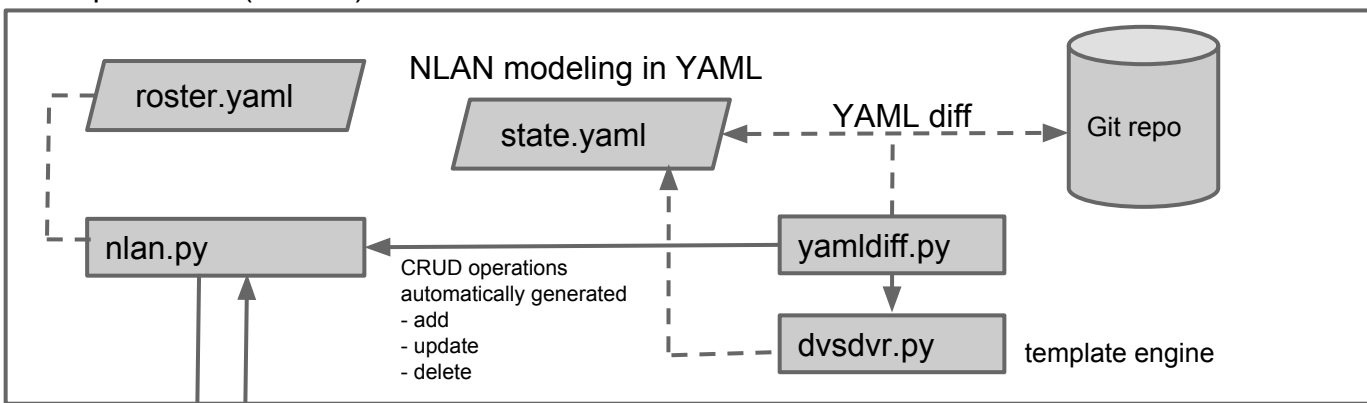 roster.yaml
NLAN modeling in YAML
state.yaml
YAML diff
Git repo
nlan.py
yamldiff.py
CRUD operations
automatically generated
- add
- update
- delete
dvsdvr.py
template engine